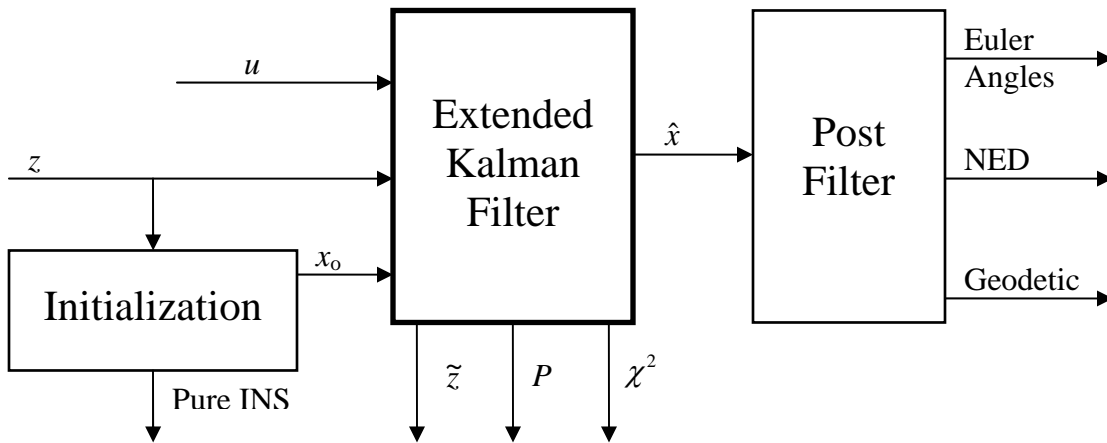 u
z
Initialization
x₀
Pure INS
Extended
Kalman
Filter
z̃
P
χ²
x̂
Post
Filter
Euler
Angles
NED
Geodetic